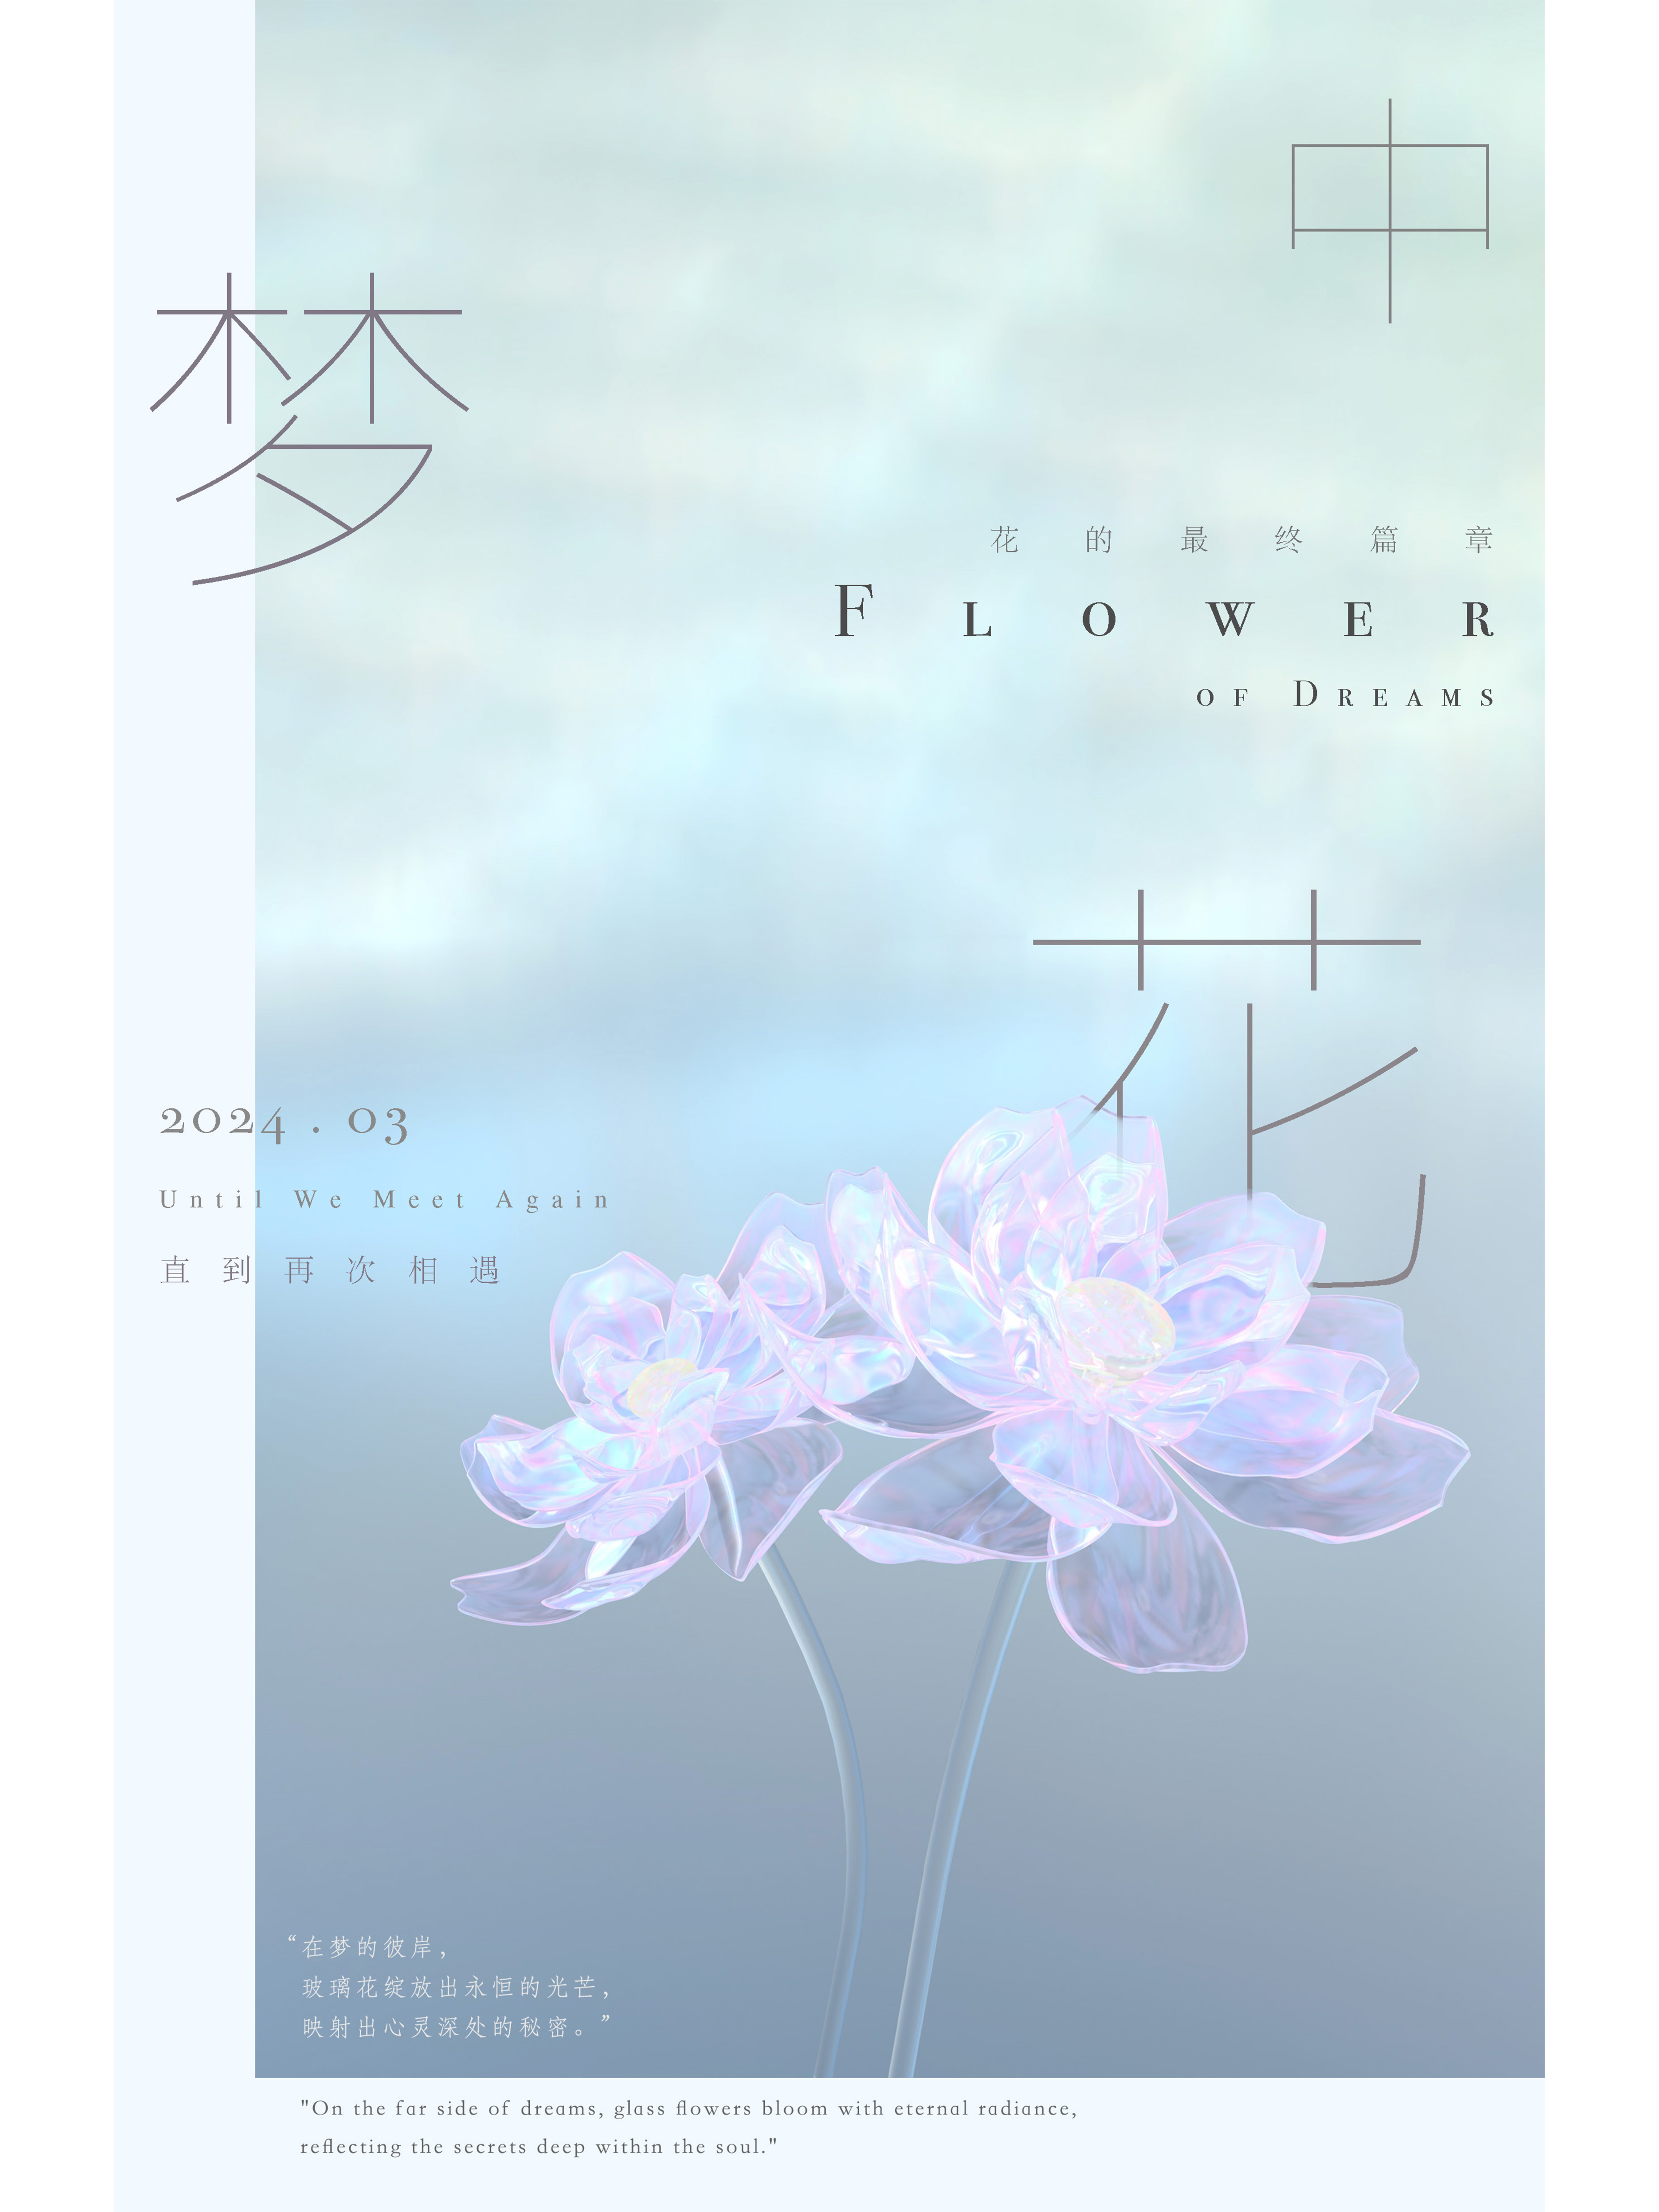 梦
中
花
花的最终篇章
FLOWER
OF DREAMS
2024 . 03
Until We Meet Again
直到再次相遇
“在梦的彼岸，
玻璃花绽放出永恒的光芒，
映射出心灵深处的秘密。”
"On the far side of dreams, glass flowers bloom with eternal radiance,
reflecting the secrets deep within the soul."